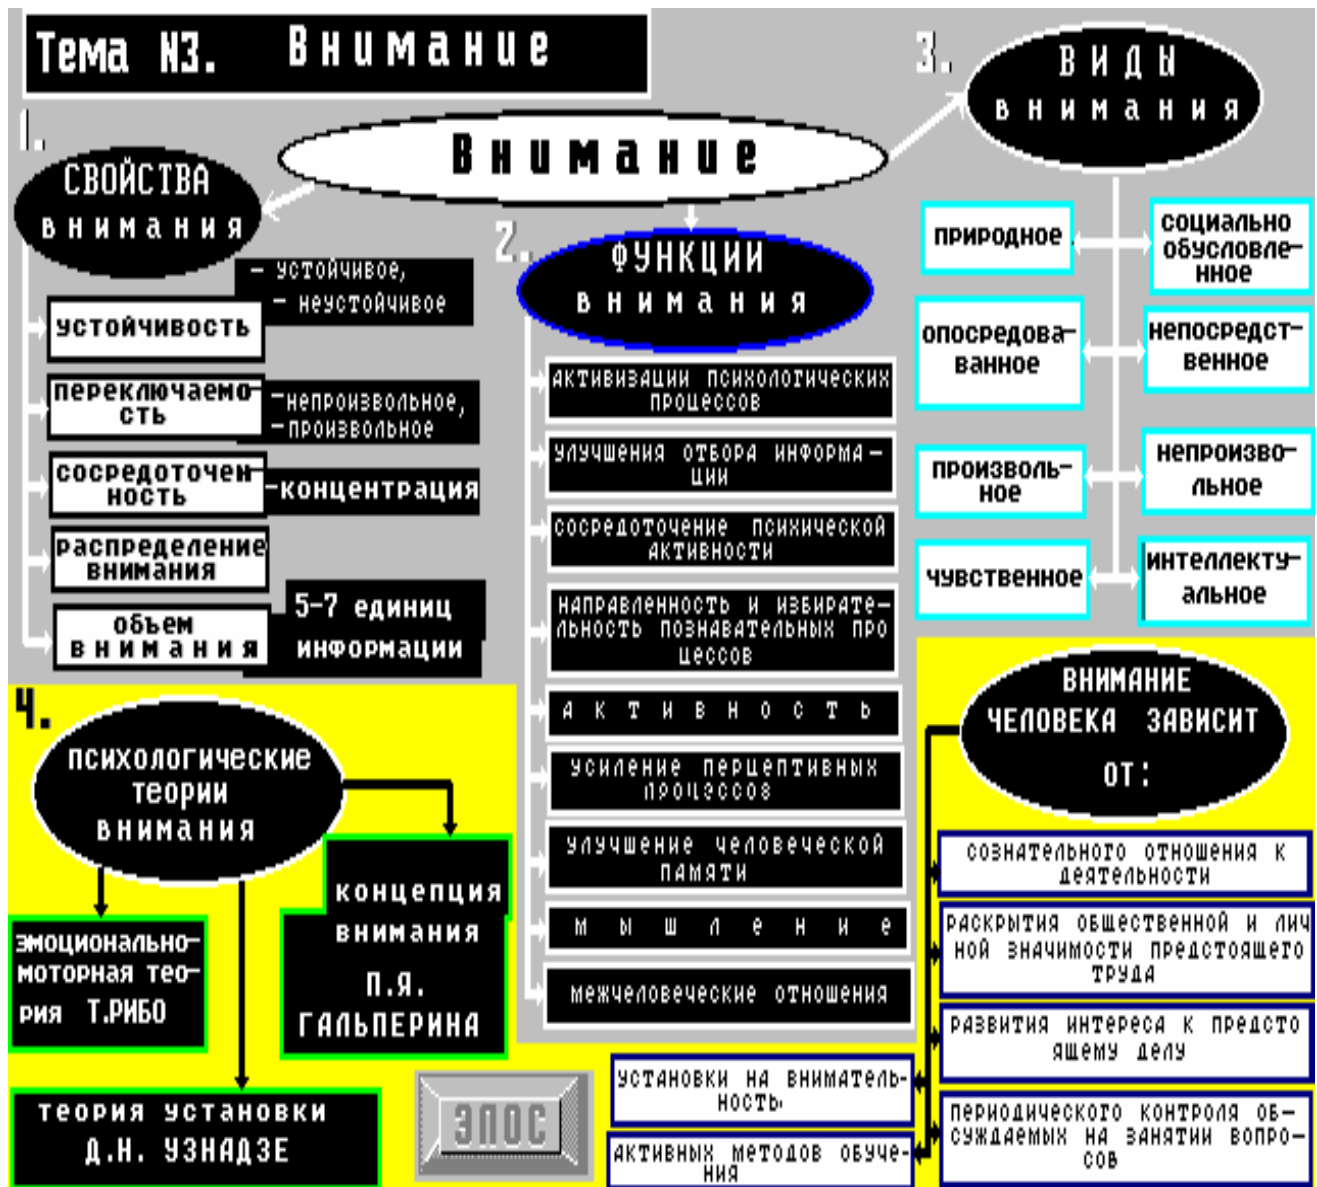 Тема N3. Внимание
Внимание
1.
СВОЙСТВА
внимания
устойчивость
– устойчивое,
– неустойчивое
переключаемо–
сть
–непроизвольное,
–произвольное
сосредоточен–
ность
–концентрация
распределение
внимания
объем
внимания
5–7 единиц
информации
2.
ФУНКЦИИ
внимания
активизации психологических
процессов
улучшения отбора информа–
ции
сосредоточение психической
активности
направленность и избирате–
льность познавательных про
цессов
активность
усиление перцептивных
процессов
улучшение человеческой
памяти
мышление
межчеловеческие отношения
3.
ВИДЫ
внимания
природное
социально
обусловле–
нное
опосредова–
ванное
непосредст–
венное
произволь–
ное
непроизво–
льное
чувственное
интеллекту–
альное
4.
психологические
теории
внимания
эмоционально–
моторная тео–
рия Т.РИБО
концепция
внимания
П.Я.
ГАЛЬПЕРИНА
теория установки
Д.Н. УЗНАДЗЕ
ЭПОС
ВНИМАНИЕ
ЧЕЛОВЕКА ЗАВИСИТ
ОТ:
сознательного отношения к
деятельности
раскрытия общественной и лич
ной значимости предстоящего
труда
развития интереса к предсто
ящему делу
периодического контроля об–
суждаемых на занятии вопро–
сов
установки на внематель-
ность.
активных методов обуче–
ния